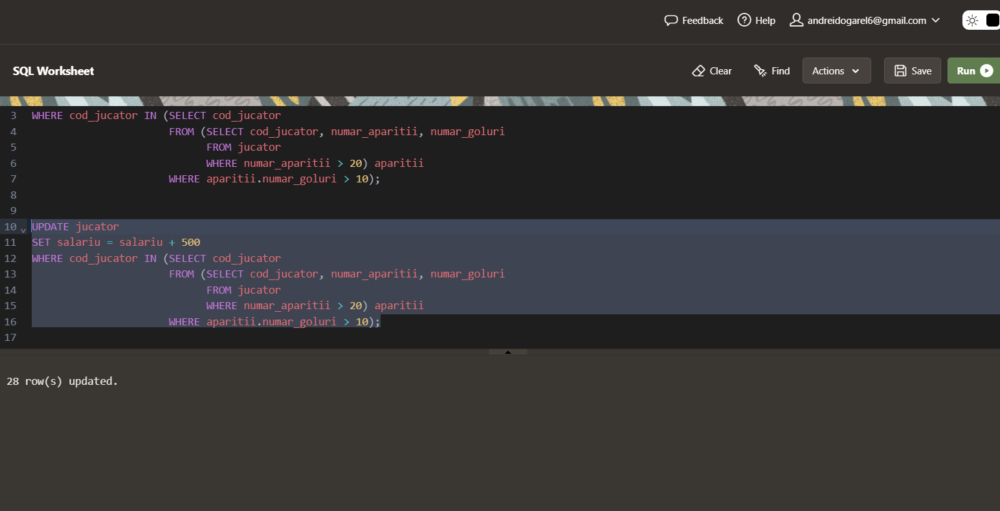 Feedback Help andreidogarel6@gmail.com
SQL Worksheet Clear Find Actions Save Run
3 WHERE cod_jucator IN (SELECT cod_jucator
4 FROM (SELECT cod_jucator, numar_aparitii, numar_goluri
5 FROM jucator
6 WHERE numar_aparitii > 20) aparitii
7 WHERE aparitii.numar_goluri > 10);
8
9
10 UPDATE jucator
11 SET salariu = salariu + 500
12 WHERE cod_jucator IN (SELECT cod_jucator
13 FROM (SELECT cod_jucator, numar_aparitii, numar_goluri
14 FROM jucator
15 WHERE numar_aparitii > 20) aparitii
16 WHERE aparitii.numar_goluri > 10);
17
28 row(s) updated.